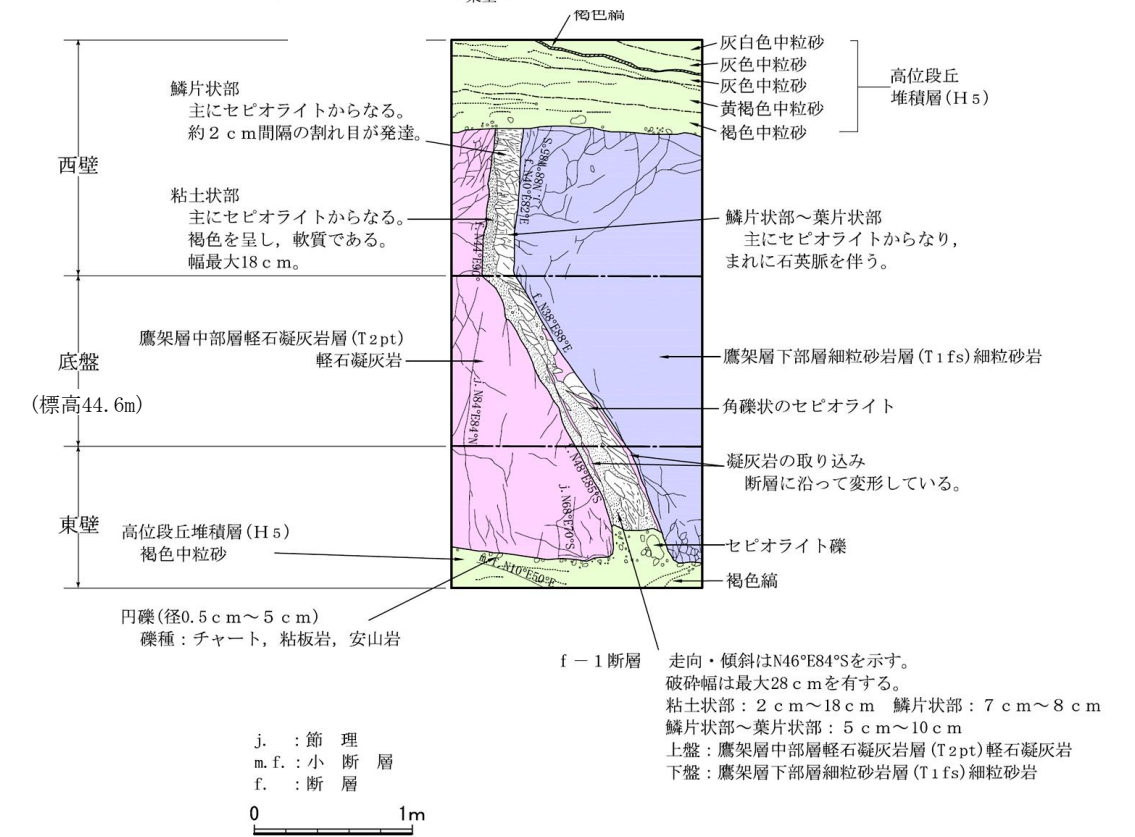 褐色縞
灰白色中粒砂
灰色中粒砂
灰色中粒砂
黄褐色中粒砂
褐色中粒砂
高位段丘
堆積層(H5)
鱗片状部
主にセピオライトからなる。
約2cm間隔の割れ目が発達。
西壁
粘土状部
主にセピオライトからなる。
褐色を呈し,軟質である。
幅最大18cm。
鱗片状部~葉片状部
主にセピオライトからなり,
まれに石英脈を伴う。
f. N40°E82°E
f. N44°E90°
f. N38°E88°E
鷹架層中部層軽石凝灰岩層(T2pt)
軽石凝灰岩
底盤
(標高44.6m)
鷹架層下部層細粒砂岩層(T1fs)細粒砂岩
角礫状のセピオライト
j. N84°E84°N
凝灰岩の取り込み
断層に沿って変形している。
f. N48°E85°S
j. N68°E70°S
東壁
高位段丘堆積層(H5)
褐色中粒砂
セピオライト礫
褐色縞
m.f. N10°E50°E
円礫(径0.5cm~5cm)
礫種:チャート,粘板岩,安山岩
f-1断層 走向・傾斜はN46°E84°Sを示す。
破砕幅は最大28cmを有する。
粘土状部:2cm~18cm 鱗片状部:7cm~8cm
鱗片状部~葉片状部:5cm~10cm
上盤:鷹架層中部層軽石凝灰岩層(T2pt)軽石凝灰岩
下盤:鷹架層下部層細粒砂岩層(T1fs)細粒砂岩
j. :節 理
m.f.:小 断 層
f. :断 層
0 1m